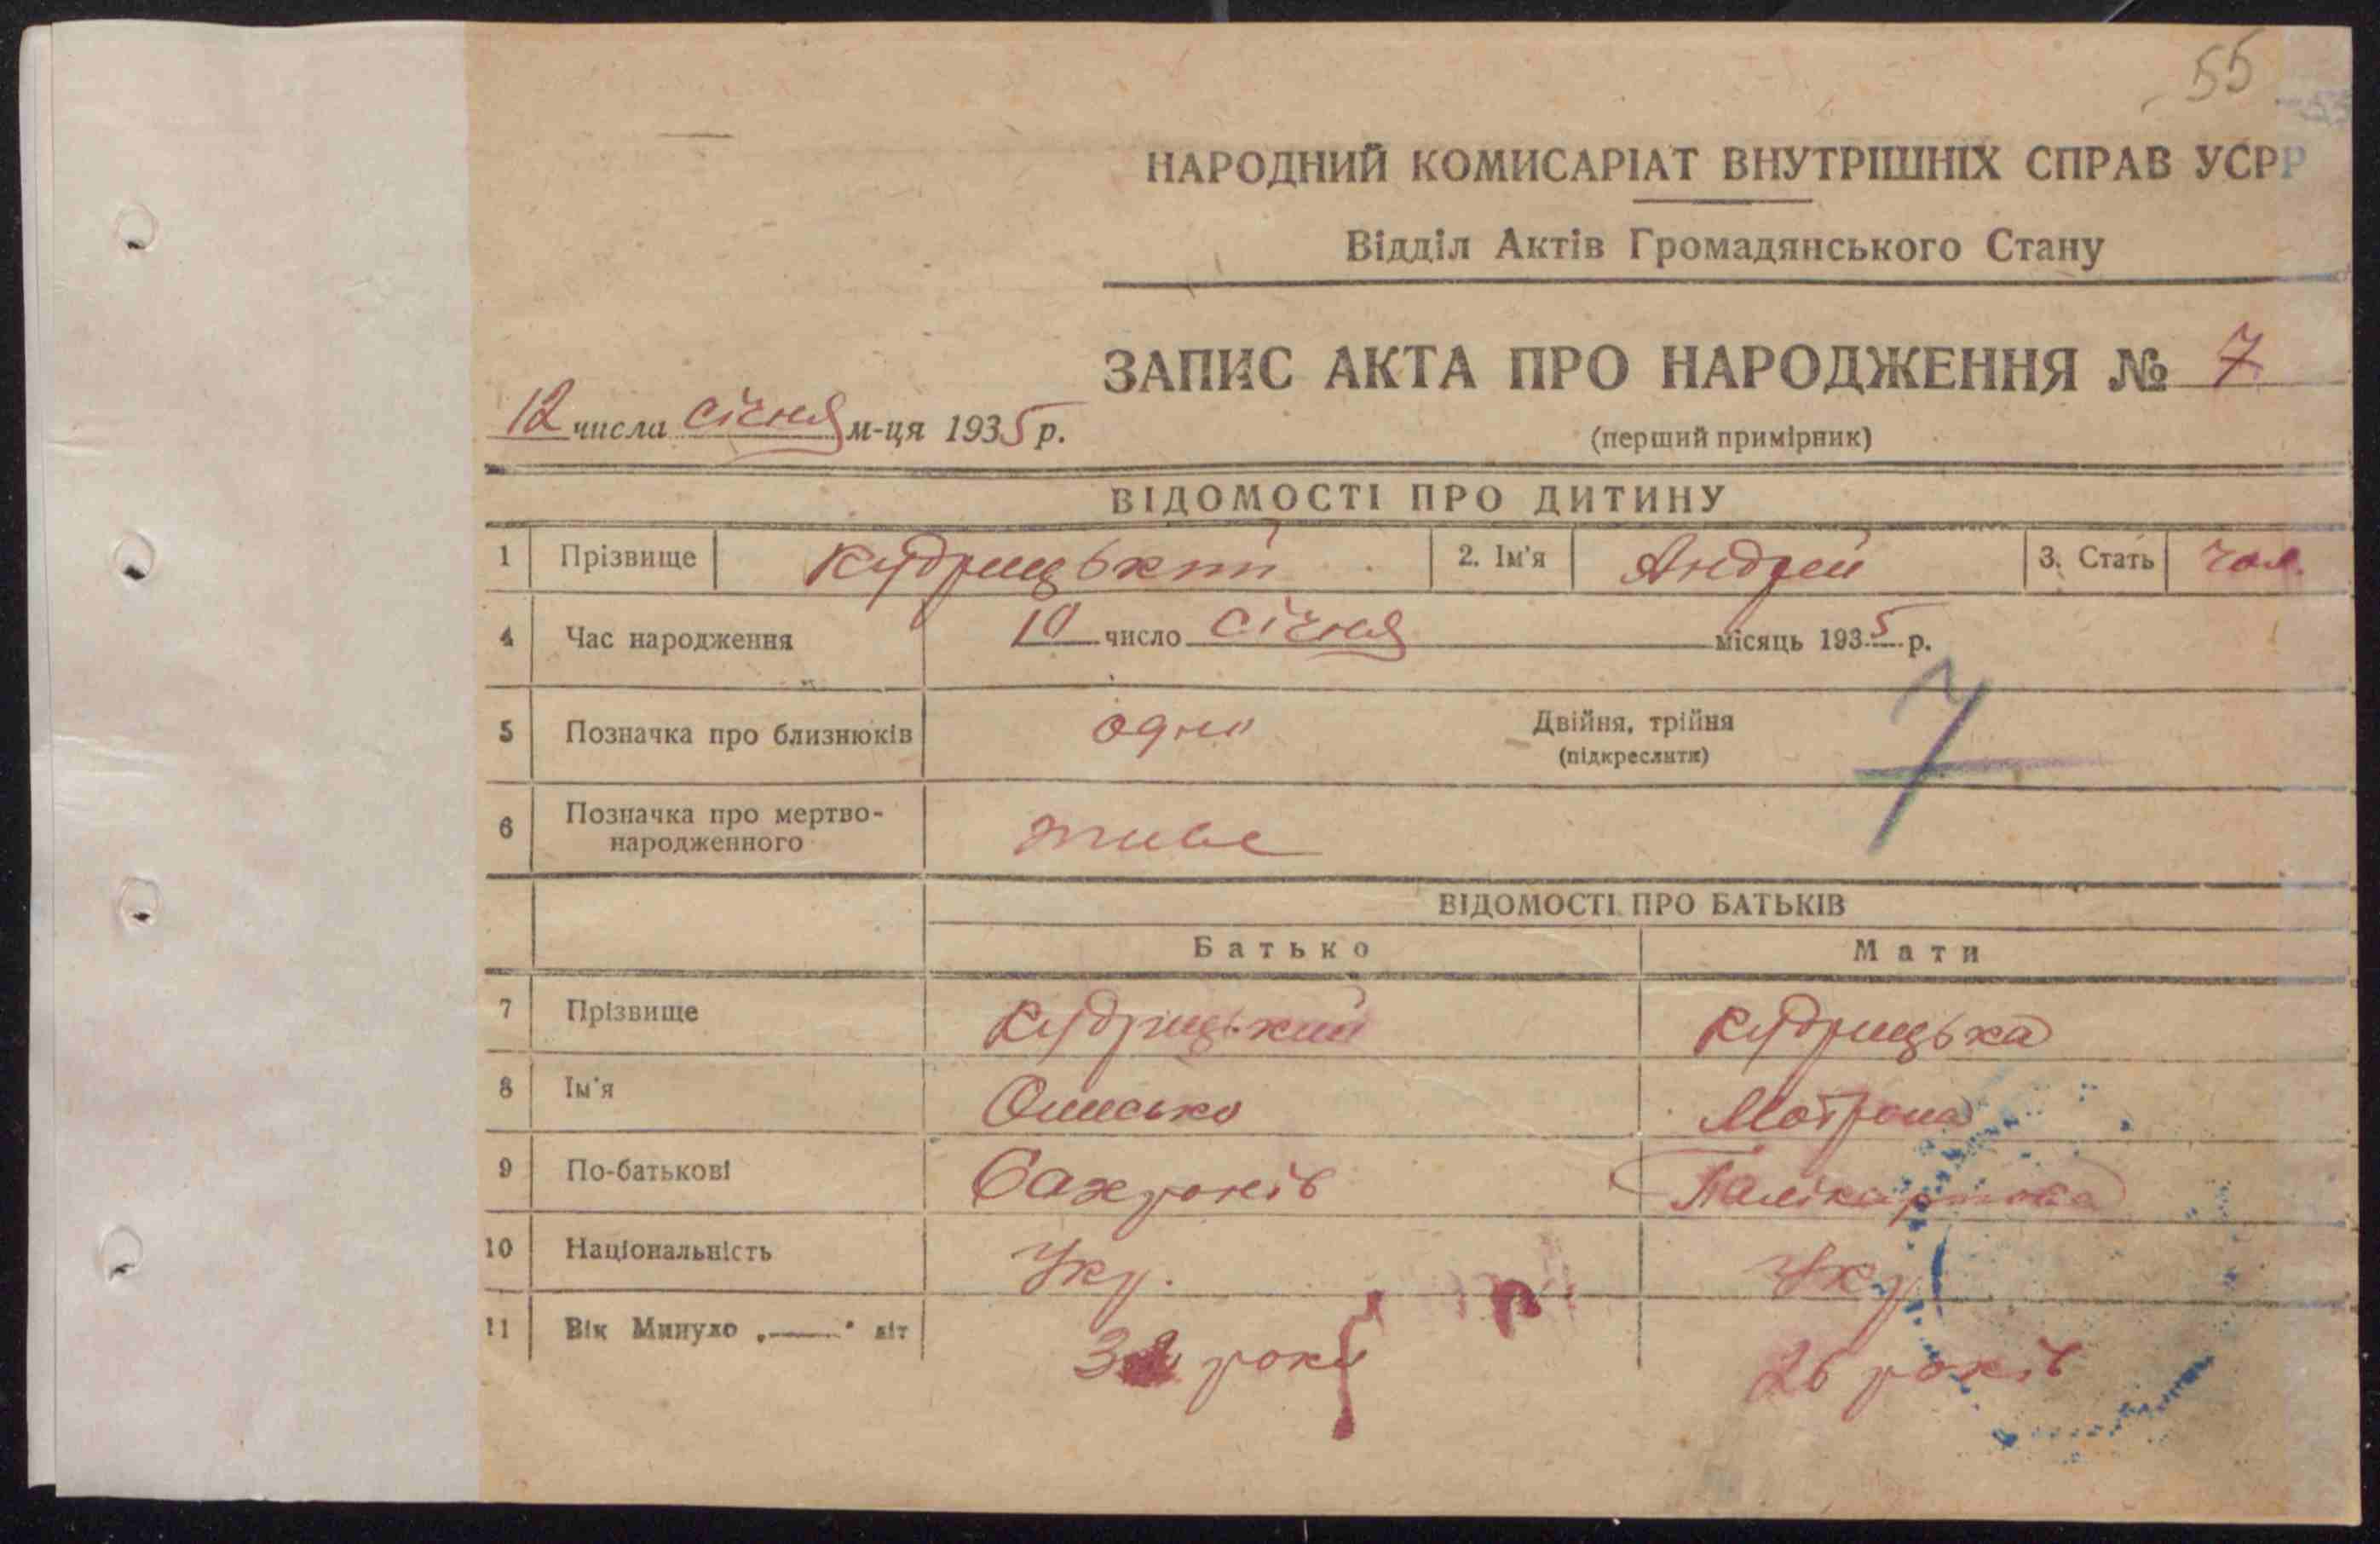 55
НАРОДНИЙ КОМИСАРІАТ ВНУТРІШНІХ СПРАВ УСРР
Відділ Актів Громадянського Стану
ЗАПИС АКТА ПРО НАРОДЖЕННЯ № 7
12 числа січня м-ця 1935 р.
(перший примірник)
ВІДОМОСТІ ПРО ДИТИНУ
1 Прізвище Кудрицький 2. Ім'я Андрей 3. Стать чол.
4 Час народження 10 число січня місяць 1935 р.
5 Позначка про близнюків одно Двійня, трійня
(підкреслити)
7
6 Позначка про мертво-
народженного живе
ВІДОМОСТІ ПРО БАТЬКІВ
Батько Мати
7 Прізвище Кудрицький Кудрицька
8 Ім'я Онисько Мотрона
9 По-батькові
10 Національність Укр. Укр
11 Вік Минуло „—" літ роки 26 років